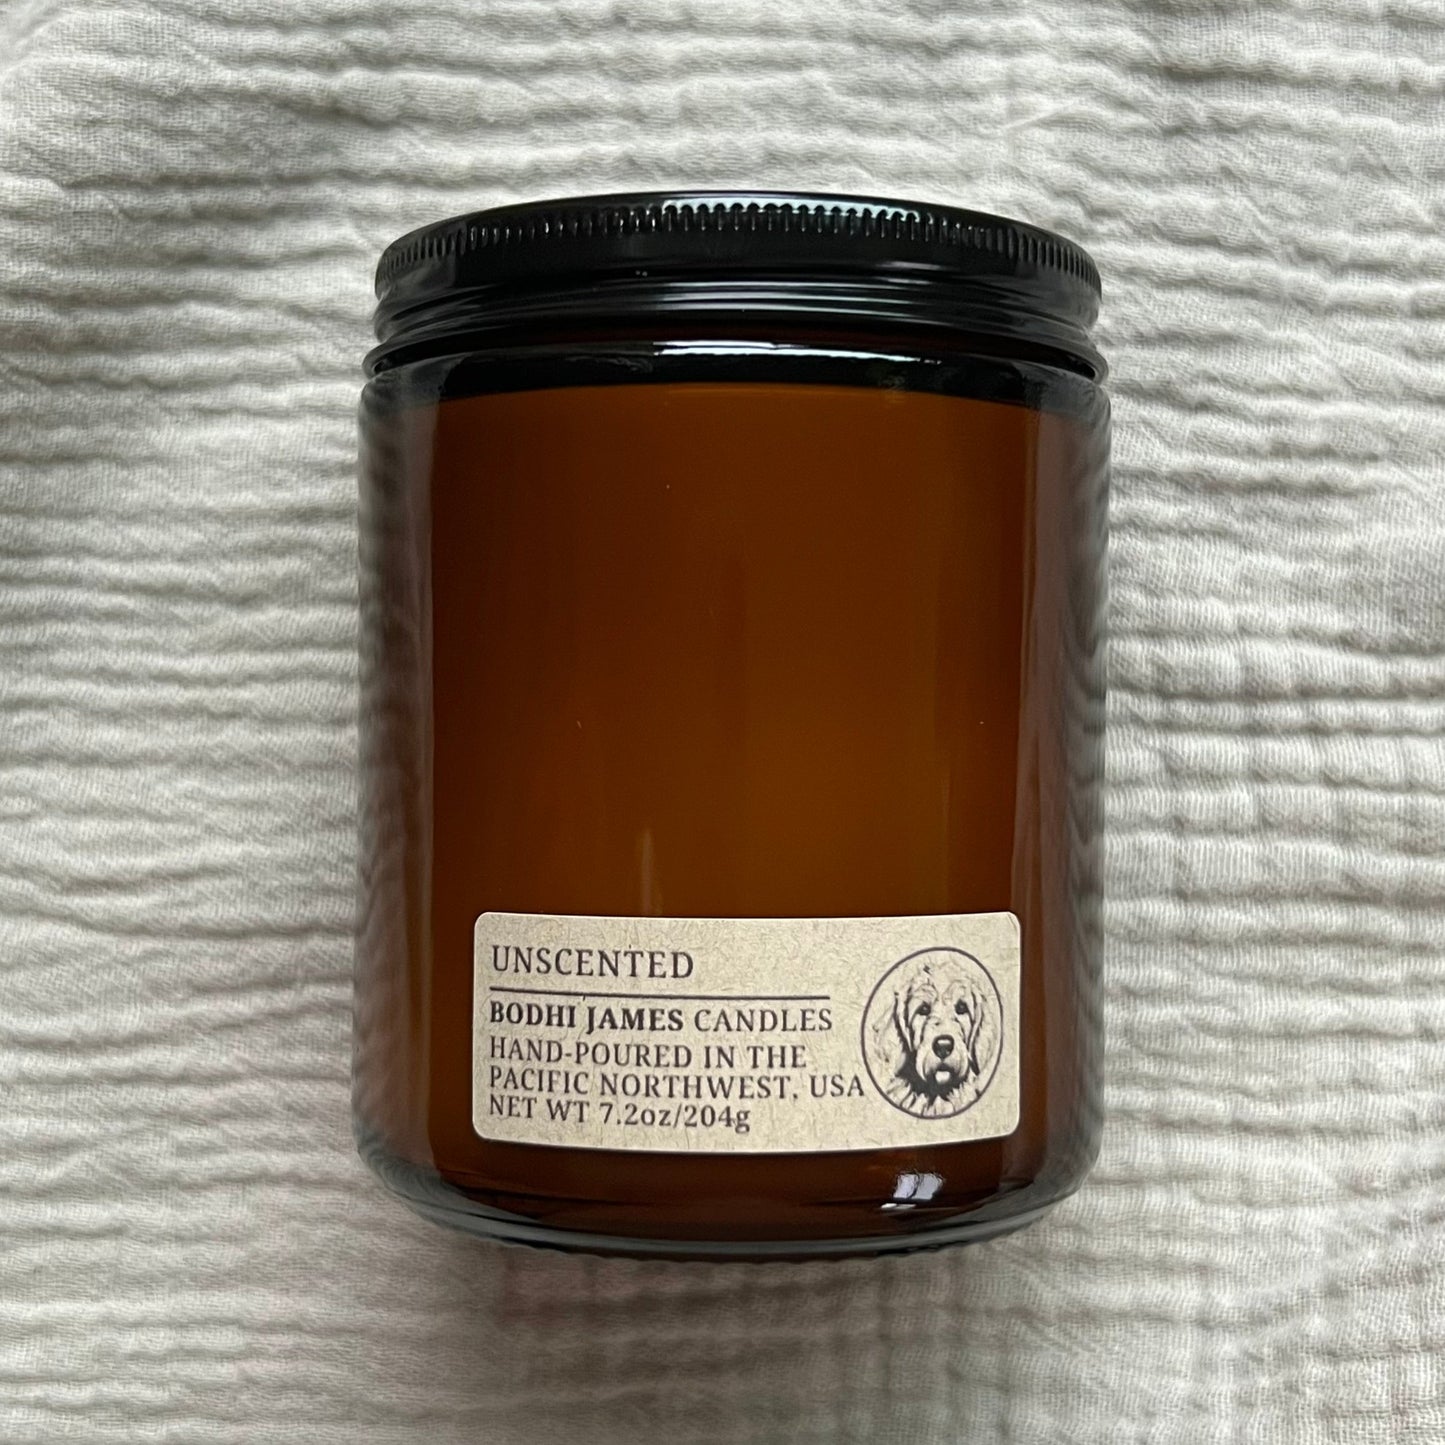 UNSCENTED
BODHI JAMES CANDLES
HAND-POURED IN THE
PACIFIC NORTHWEST, USA
NET WT 7.2oz/204g